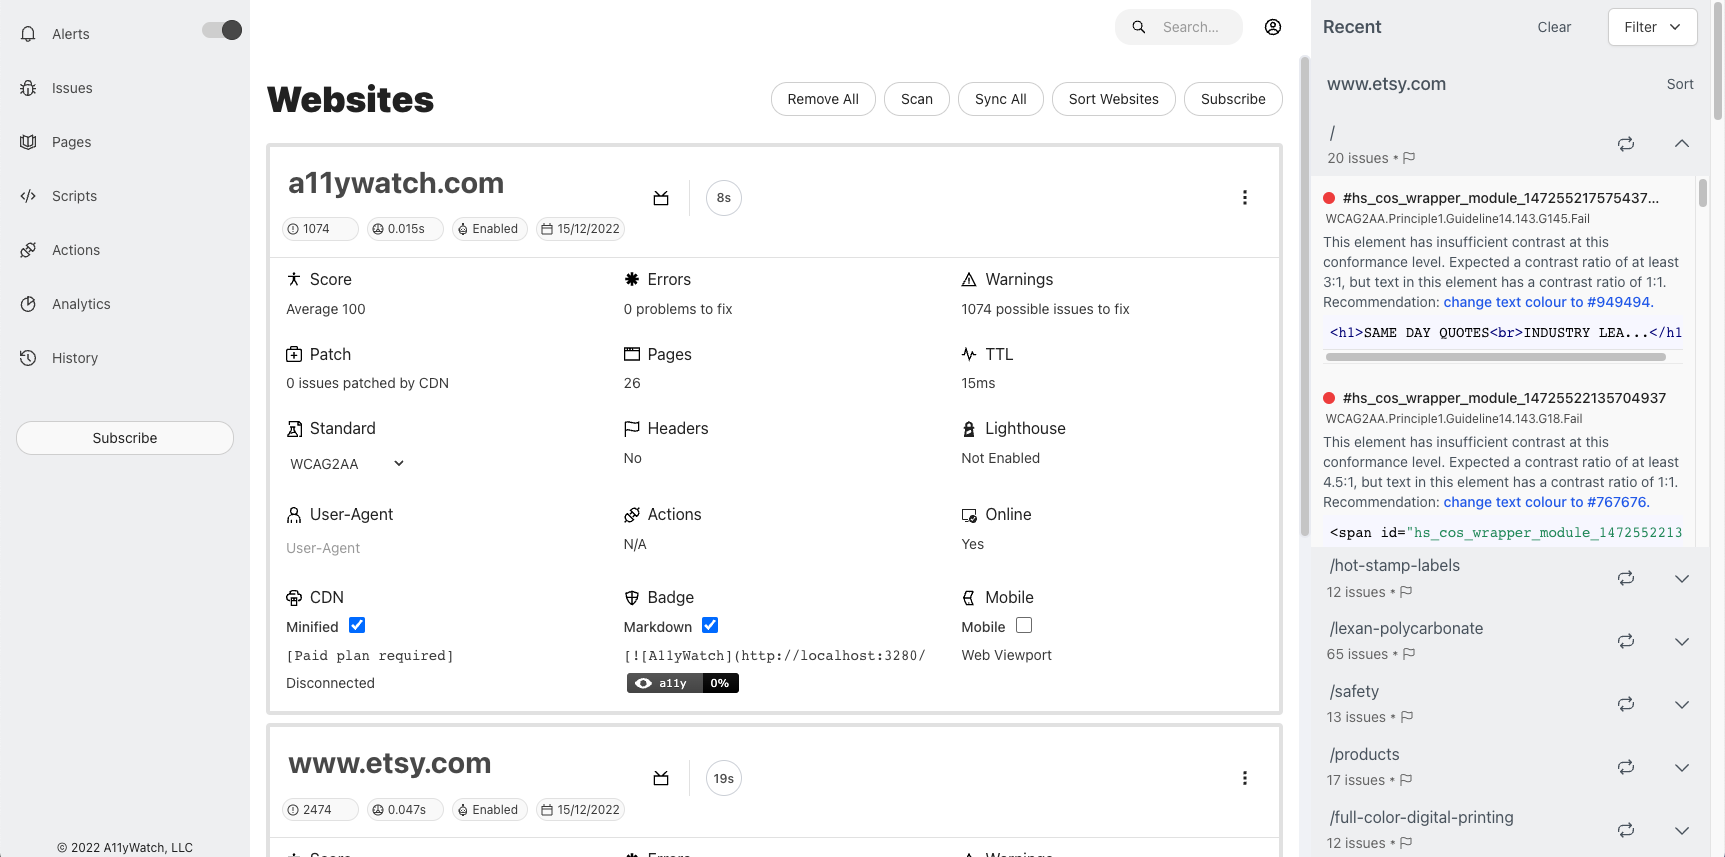 Alerts
Issues
Pages
Scripts
Actions
Analytics
History
Subscribe
© 2022 A11yWatch, LLC
Search...
Websites
Remove All
Scan
Sync All
Sort Websites
Subscribe
a11ywatch.com
8s
1074
0.015s
Enabled
15/12/2022
Score
Average 100
Errors
0 problems to fix
Warnings
1074 possible issues to fix
Patch
0 issues patched by CDN
Pages
26
TTL
15ms
Standard
WCAG2AA
Headers
No
Lighthouse
Not Enabled
User-Agent
User-Agent
Actions
N/A
Online
Yes
CDN
Minified
[Paid plan required]
Disconnected
Badge
Markdown
[![A11yWatch](http://localhost:3280/
a11y 0%
Mobile
Mobile
Web Viewport
www.etsy.com
19s
2474
0.047s
Enabled
15/12/2022
Score
Errors
Warnings
Recent
Clear
Filter
www.etsy.com
Sort
/
20 issues •
#hs_cos_wrapper_module_147255217575437...
WCAG2AA.Principle1.Guideline14.143.G145.Fail
This element has insufficient contrast at this
conformance level. Expected a contrast ratio of at least
3:1, but text in this element has a contrast ratio of 1:1.
Recommendation: change text colour to #949494.
<h1>SAME DAY QUOTES<br>INDUSTRY LEA...</h1
#hs_cos_wrapper_module_14725522135704937
WCAG2AA.Principle1.Guideline14.143.G18.Fail
This element has insufficient contrast at this
conformance level. Expected a contrast ratio of at least
4.5:1, but text in this element has a contrast ratio of 1:1.
Recommendation: change text colour to #767676.
<span id="hs_cos_wrapper_module_1472552213
/hot-stamp-labels
12 issues •
/lexan-polycarbonate
65 issues •
/safety
13 issues •
/products
17 issues •
/full-color-digital-printing
12 issues •